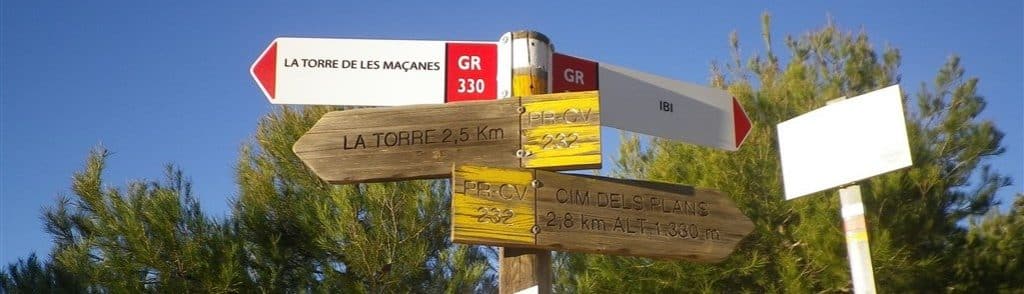 LA TORRE DE LES MAÇANES
GR
330
GR
IBI
LA TORRE 2,5 Km
PR-CV
232
PR-CV
232
CIM DELS PLANS
2,8 km ALT 1.330 m